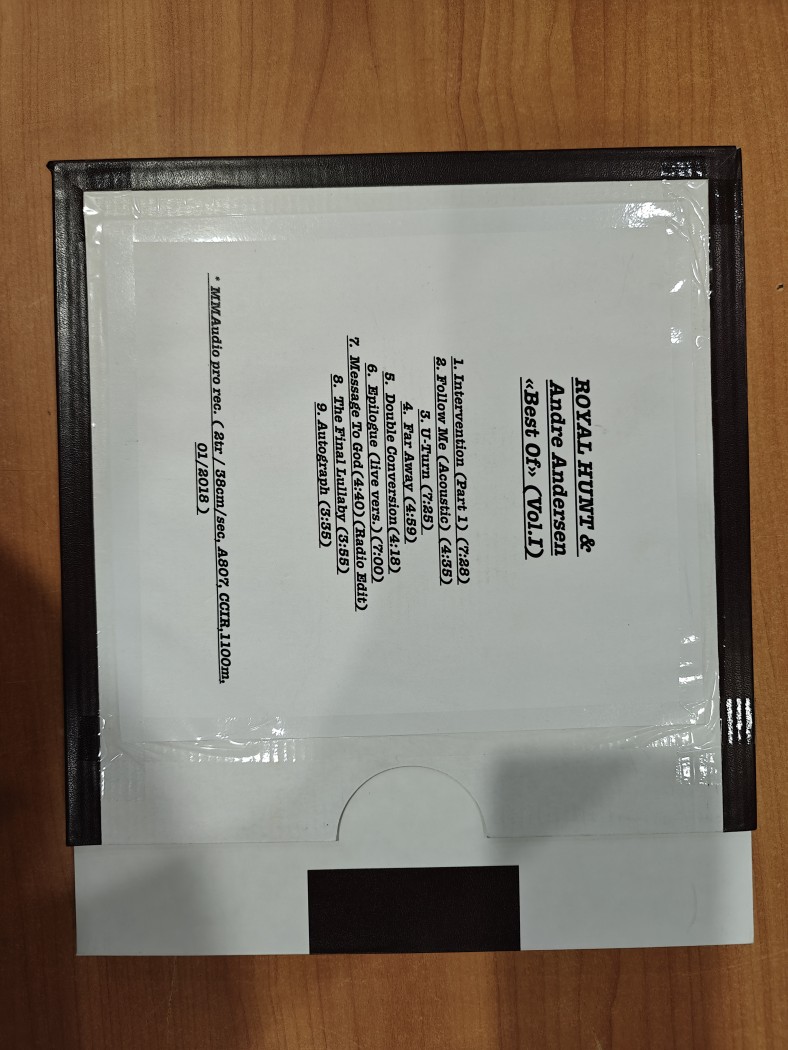 ROYAL HUNT &
Andre Andersen
«Best Of» (Vol.I)
1. Intervention (Part 1) (7:28)
2. Follow Me (Acoustic) (4:35)
3. U-Turn (7:25)
4. Far Away (4:59)
5. Double Conversion(4:18)
6. Epilogue (live vers.) (7:00)
7. Message To God(4:40)(Radio Edit)
8. The Final Lullaby (3:55)
9. Autograph (3:35)
* MMAudio pro rec. ( 2tr / 38cm/sec, A807, CCIR,1100m,
01/2018 )